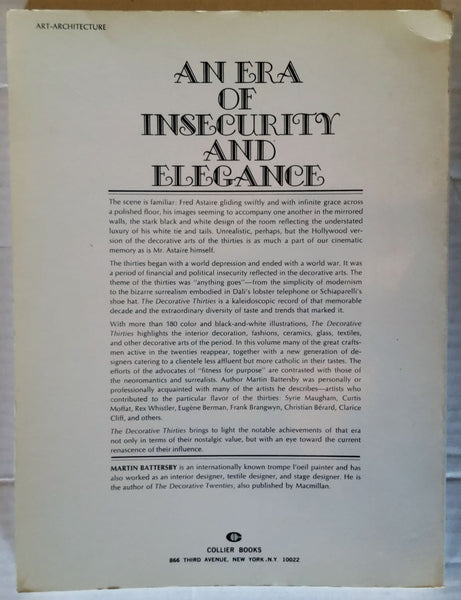 ART-ARCHITECTURE
AN ERA
OF
INSECURITY
AND
ELEGANCE
The scene is familiar: Fred Astaire gliding swiftly and with infinite grace across
a polished floor, his images seeming to accompany one another in the mirrored
walls, the stark black and white design of the room reflecting the understated
luxury of his white tie and tails. Unrealistic, perhaps, but the Hollywood ver-
sion of the decorative arts of the thirties is as much a part of our cinematic
memory as is Mr. Astaire himself.
The thirties began with a world depression and ended with a world war. It was
a period of financial and political insecurity reflected in the decorative arts. The
theme of the thirties was "anything goes"—from the simplicity of modernism
to the bizarre surrealism embodied in Dali's lobster telephone or Schiaparelli's
shoe hat. The Decorative Thirties is a kaleidoscopic record of that memorable
decade and the extraordinary diversity of taste and trends that marked it.
With more than 180 color and black-and-white illustrations, The Decorative
Thirties highlights the interior decoration, fashions, ceramics, glass, textiles,
and other decorative arts of the period. In this volume many of the great crafts-
men active in the twenties reappear, together with a new generation of de-
signers catering to a clientele less affluent but more catholic in their tastes. The
efforts of the advocates of "fitness for purpose" are contrasted with those of
the neoromantics and surrealists. Author Martin Battersby was personally or
professionally acquainted with many of the artists he describes—artists who
contributed to the particular flavor of the thirties: Syrie Maugham, Curtis
Moffat, Rex Whistler, Eugène Berman, Frank Brangwyn, Christian Bérard, Clarice
Cliff, and others.
The Decorative Thirties brings to light the notable achievements of that era
not only in terms of their nostalgic value, but with an eye toward the current
renascence of their influence.
MARTIN BATTERSBY is an internationally known trompe l'oeil painter and has
also worked as an interior designer, textile designer, and stage designer. He is
the author of The Decorative Twenties, also published by Macmillan.
COLLIER BOOKS
866 THIRD AVENUE, NEW YORK, N.Y. 10022